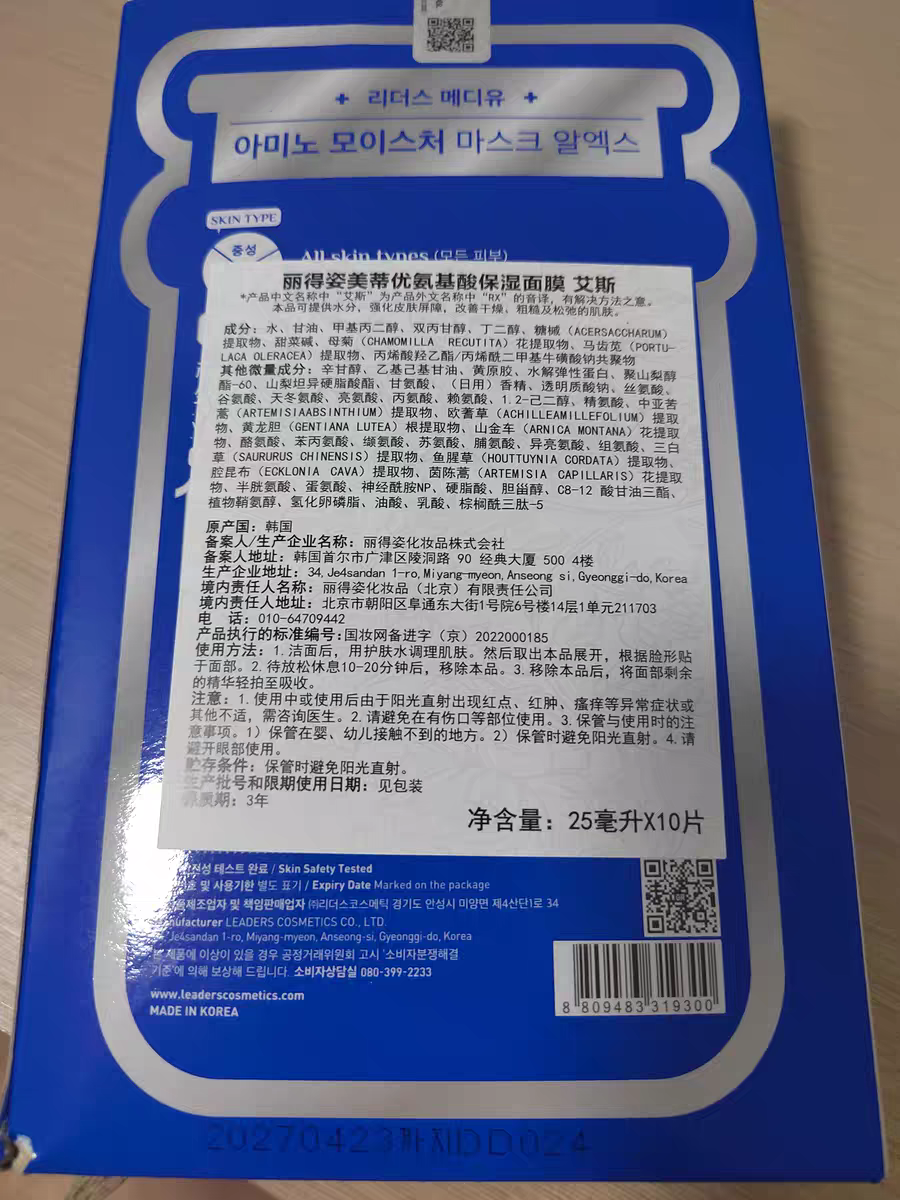 + 리더스 메디유 +
아미노 모이스처 마스크 알엑스
SKIN TYPE
중성
All skin types (모든 피부)
丽得姿美蒂优氨基酸保湿面膜 艾斯
*产品中文名称中“艾斯”为产品外文名称中“RX”的音译，有解决方法之意。
本品可提供水分，强化皮肤屏障，改善干燥、粗糙及松弛的肌肤。
成分：水、甘油、甲基丙二醇、双丙甘醇、丁二醇、糖槭（ACERSACCHARUM）
提取物、甜菜碱、母菊（CHAMOMILLA RECUTITA）花提取物、马齿苋（PORTU-
LACA OLERACEA）提取物、丙烯酸羟乙酯/丙烯酰二甲基牛磺酸钠共聚物
其他微量成分：辛甘醇、乙基己基甘油、黄原胶、水解弹性蛋白、聚山梨醇
酯-60、山梨坦异硬脂酸酯、甘氨酸、（日用）香精、透明质酸钠、丝氨酸、
谷氨酸、天冬氨酸、亮氨酸、丙氨酸、赖氨酸、1.2-己二醇、精氨酸、中亚苦
蒿（ARTEMISIAABSINTHIUM）提取物、欧蓍草（ACHILLEAMILLEFOLIUM）提取
物、黄龙胆（GENTIANA LUTEA）根提取物、山金车（ARNICA MONTANA）花提取
物、酪氨酸、苯丙氨酸、缬氨酸、苏氨酸、脯氨酸、异亮氨酸、组氨酸、三白
草（SAURURUS CHINENSIS）提取物、鱼腥草（HOUTTUYNIA CORDATA）提取物、
腔昆布（ECKLONIA CAVA）提取物、茵陈蒿（ARTEMISIA CAPILLARIS）花提取
物、半胱氨酸、蛋氨酸、神经酰胺NP、硬脂酸、胆甾醇、C8-12 酸甘油三酯、
植物鞘氨醇、氢化卵磷脂、油酸、乳酸、棕榈酰三肽-5
原产国：韩国
备案人/生产企业名称：丽得姿化妆品株式会社
备案人地址：韩国首尔市广津区陵洞路 90 经典大厦 500 4楼
生产企业地址：34, Je4sandan 1-ro, Miyang-myeon, Anseong si, Gyeonggi-do, Korea
境内责任人名称：丽得姿化妆品（北京）有限责任公司
境内责任人地址：北京市朝阳区阜通东大街1号院6号楼14层1单元211703
电 话：010-64709442
产品执行的标准编号：国妆网备进字（京）2022000185
使用方法：1.洁面后，用护肤水调理肌肤。然后取出本品展开，根据脸形贴
于面部。2.待放松休息10-20分钟后，移除本品。3.移除本品后，将面部剩余
的精华轻拍至吸收。
注意：1.使用中或使用后由于阳光直射出现红点、红肿、瘙痒等异常症状或
其他不适，需咨询医生。2.请避免在有伤口等部位使用。3.保管与使用时的注
意事项。1）保管在婴、幼儿接触不到的地方。2）保管时避免阳光直射。4.请
避开眼部使用。
贮存条件：保管时避免阳光直射。
生产批号和限期使用日期：见包装
保质期：3年
净含量：25毫升X10片
전성 테스트 완료 / Skin Safety Tested
호 및 사용기한 별도 표기 / Expiry Date Marked on the package
품제조업자 및 책임판매업자 ㈜리더스코스메틱 경기도 안성시 미양면 제4산단1로 34
anufacturer LEADERS COSMETICS CO., LTD.
Je4sandan 1-ro, Miyang-myeon, Anseong-si, Gyeonggi-do, Korea
본 제품에 이상이 있을 경우 공정거래위원회 고시 '소비자분쟁해결
기준'에 의해 보상해 드립니다. 소비자상담실 080-399-2233
www.leaderscosmetics.com
MADE IN KOREA
8 809483 319300
20270423까지DD024